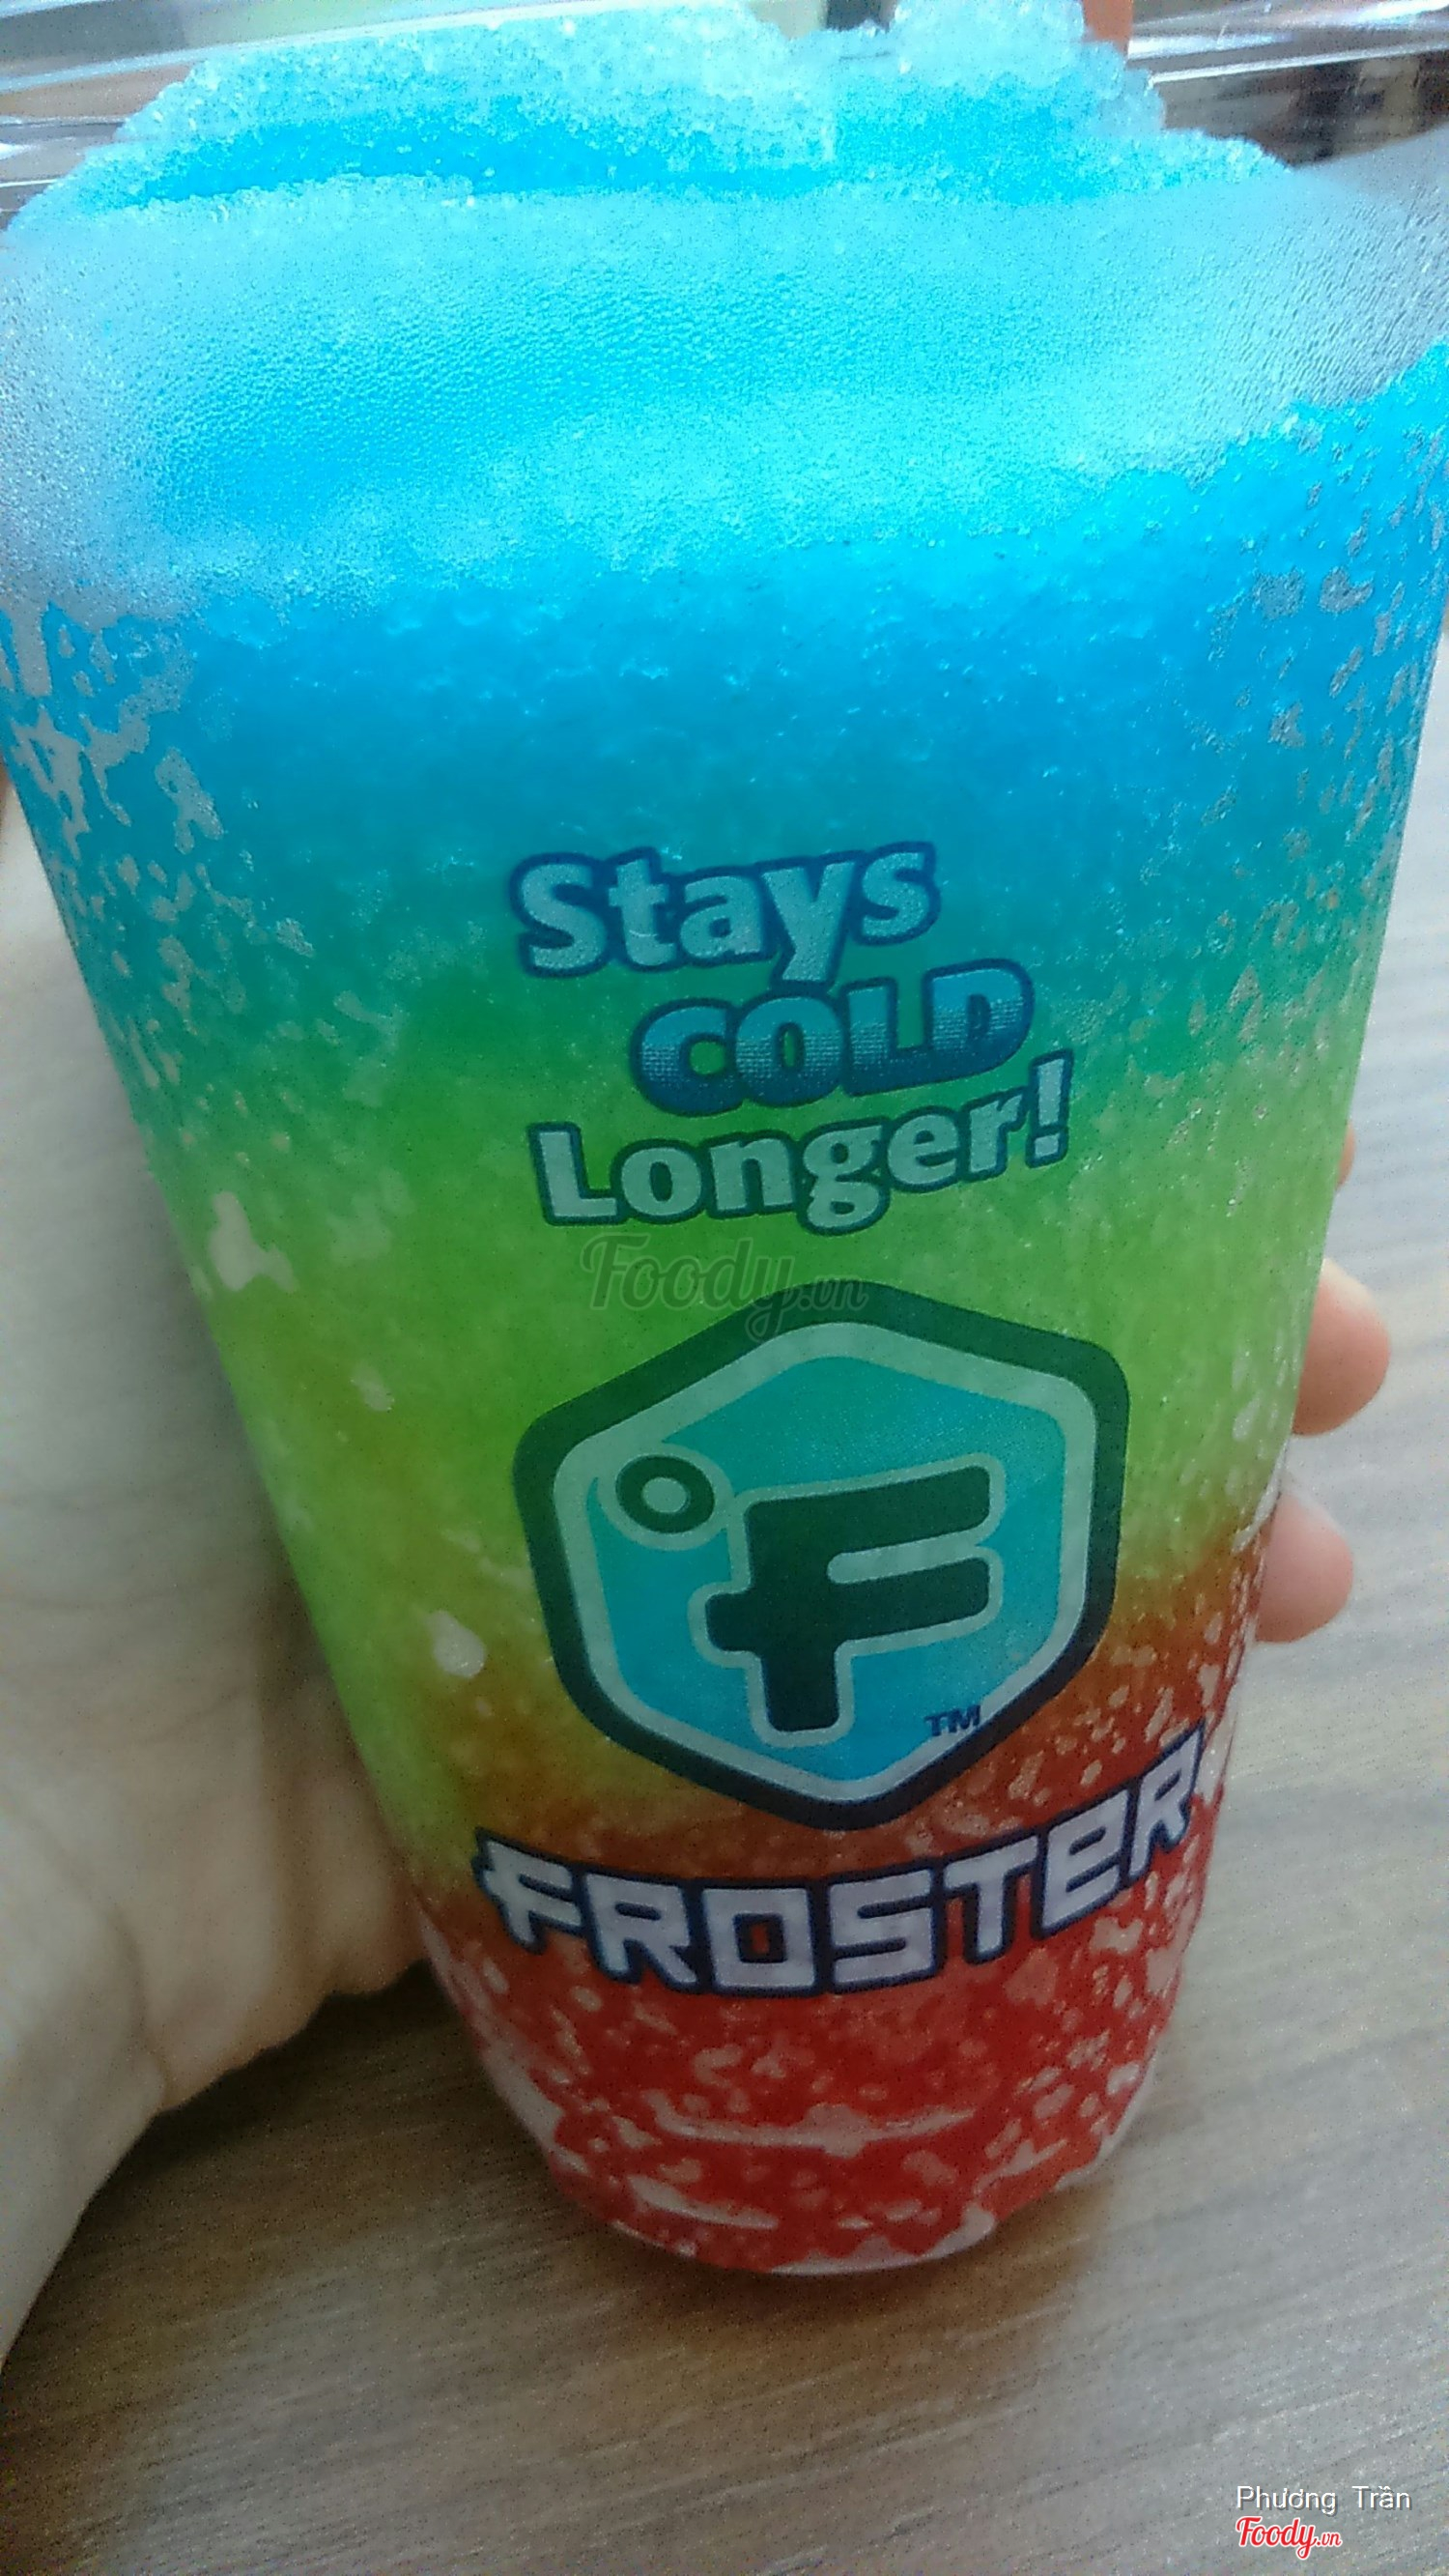 Stays
COLD
Longer!
Foody.vn
°F
TM
FROSTER
Phương Trần
Foody.vn